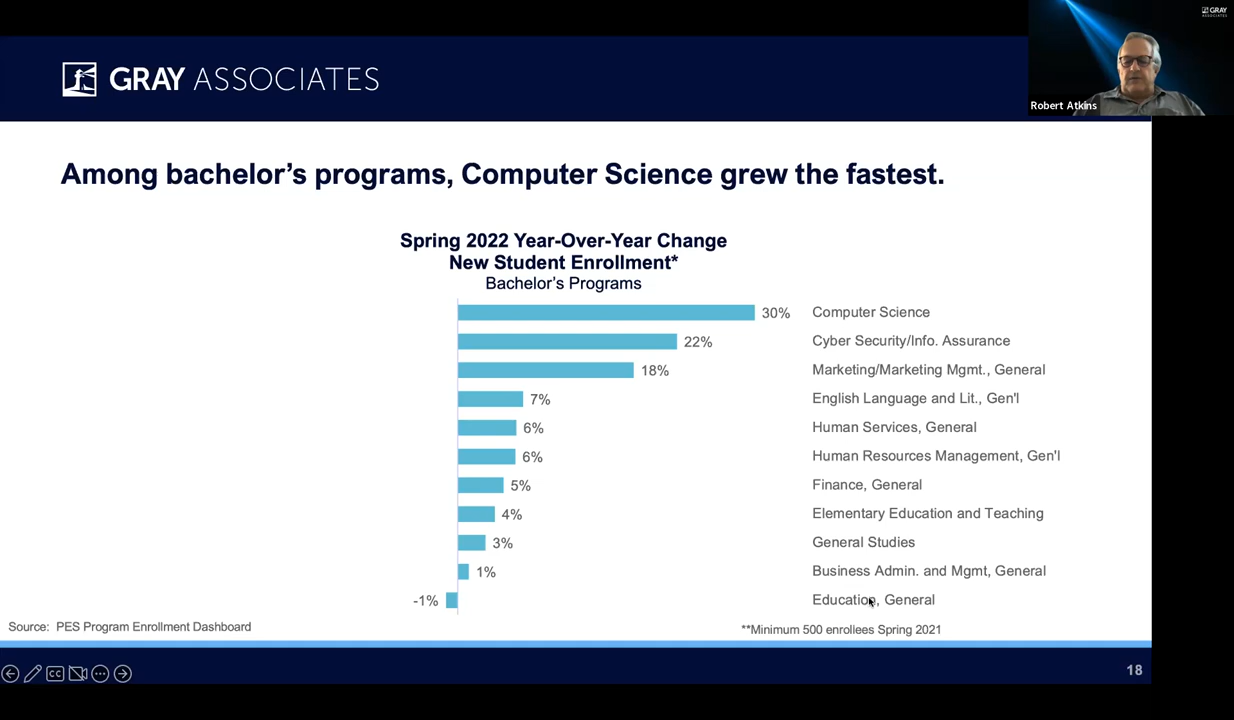 GRAY ASSOCIATES
GRAY
ASSOCIATES
Robert Atkins
Among bachelor's programs, Computer Science grew the fastest.
Spring 2022 Year-Over-Year Change
New Student Enrollment*
Bachelor's Programs
30% Computer Science
22% Cyber Security/Info. Assurance
18% Marketing/Marketing Mgmt., General
7% English Language and Lit., Gen'l
6% Human Services, General
6% Human Resources Management, Gen'l
5% Finance, General
4% Elementary Education and Teaching
3% General Studies
1% Business Admin. and Mgmt, General
-1% Education, General
Source: PES Program Enrollment Dashboard
**Minimum 500 enrollees Spring 2021
CC
18